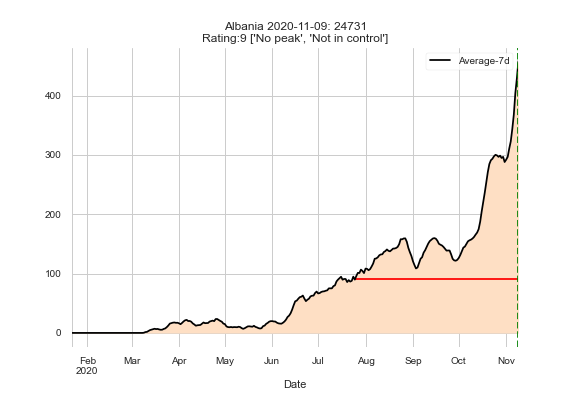 Albania 2020-11-09: 24731
Rating:9 ['No peak', 'Not in control']
Average-7d
400
300
200
100
0
Feb Mar Apr May Jun Jul Aug Sep Oct Nov
2020
Date